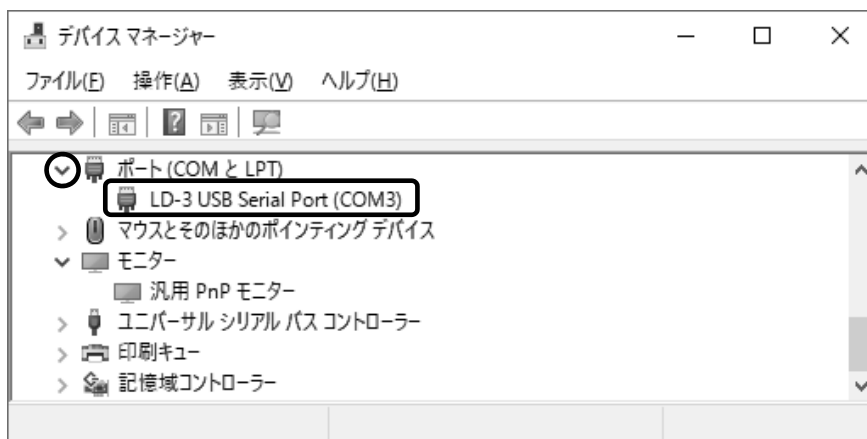 デバイス マネージャー
ファイル(F) 操作(A) 表示(V) ヘルプ(H)
ポート (COM と LPT)
LD-3 USB Serial Port (COM3)
マウスとそのほかのポインティング デバイス
モニター
汎用 PnP モニター
ユニバーサル シリアル バス コントローラー
印刷キュー
記憶域コントローラー